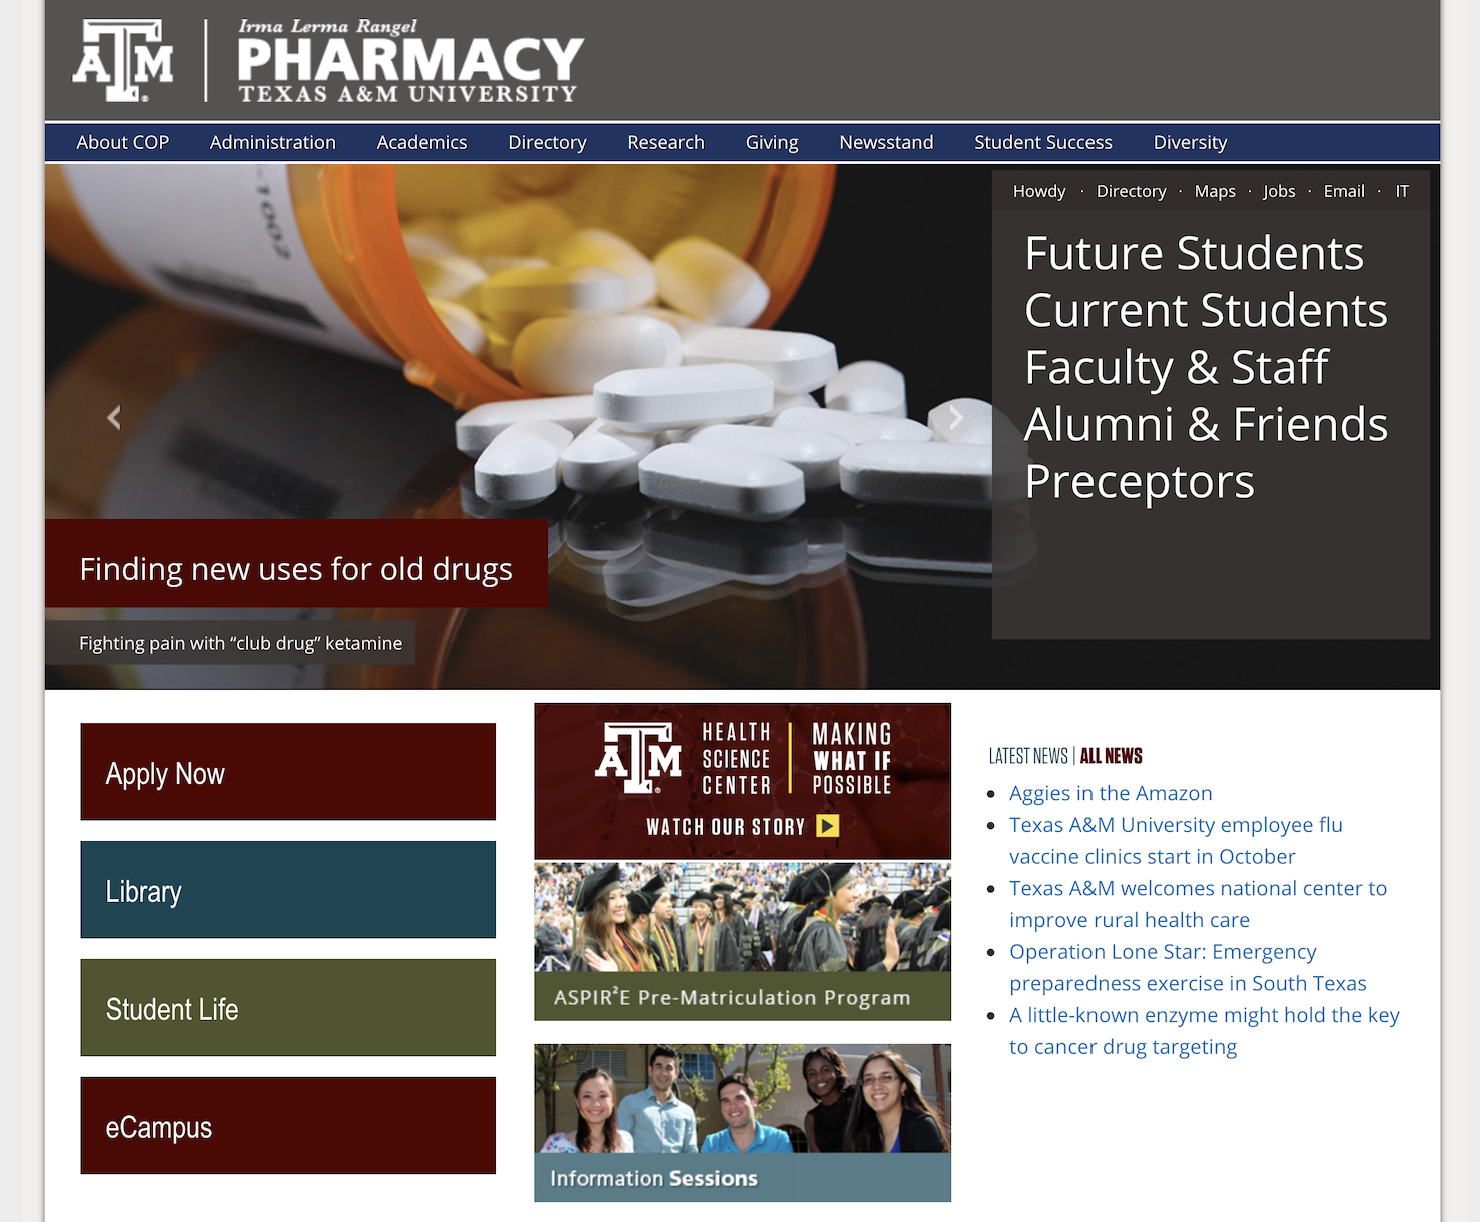 ATM
Irma Lerma Rangel
PHARMACY
TEXAS A&M UNIVERSITY
About COP Administration Academics Directory Research Giving Newsstand Student Success Diversity
-1002
Howdy · Directory · Maps · Jobs · Email · IT
Future Students
Current Students
Faculty & Staff
Alumni & Friends
Preceptors
Finding new uses for old drugs
Fighting pain with “club drug” ketamine
Apply Now
Library
Student Life
eCampus
ATM
HEALTH
SCIENCE
CENTER
MAKING
WHAT IF
POSSIBLE
WATCH OUR STORY
ASPIR²E Pre-Matriculation Program
Information Sessions
LATEST NEWS | ALL NEWS
Aggies in the Amazon
Texas A&M University employee flu
vaccine clinics start in October
Texas A&M welcomes national center to
improve rural health care
Operation Lone Star: Emergency
preparedness exercise in South Texas
A little-known enzyme might hold the key
to cancer drug targeting